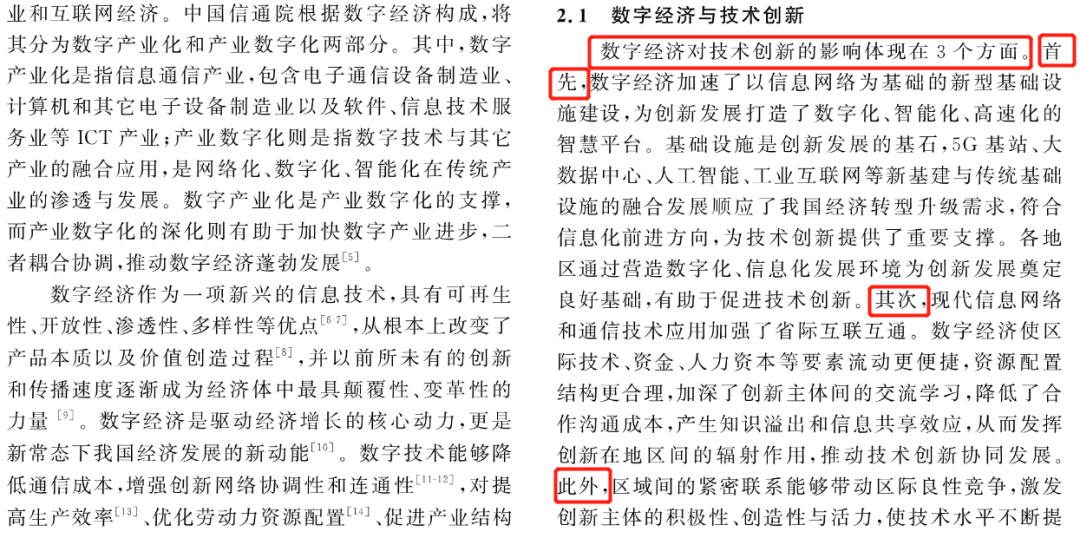 业和互联网经济。中国信通院根据数字经济构成,将
其分为数字产业化和产业数字化两部分。其中,数字
产业化是指信息通信产业,包含电子通信设备制造业、
计算机和其它电子设备制造业以及软件、信息技术服
务业等 ICT 产业;产业数字化则是指数字技术与其它
产业的融合应用,是网络化、数字化、智能化在传统产
业的渗透与发展。数字产业化是产业数字化的支撑,
而产业数字化的深化则有助于加快数字产业进步,二
者耦合协调,推动数字经济蓬勃发展[5]。
数字经济作为一项新兴的信息技术,具有可再生
性、开放性、渗透性、多样性等优点[6-7],从根本上改变了
产品本质以及价值创造过程[8],并以前所未有的创新
和传播速度逐渐成为经济体中最具颠覆性、变革性的
力量[9]。数字经济是驱动经济增长的核心动力,更是
新常态下我国经济发展的新动能[10]。数字技术能够降
低通信成本,增强创新网络协调性和连通性[11-12],对提
高生产效率[13]、优化劳动力资源配置[14]、促进产业结构
2.1 数字经济与技术创新
数字经济对技术创新的影响体现在 3 个方面。首
先,数字经济加速了以信息网络为基础的新型基础设
施建设,为创新发展打造了数字化、智能化、高速化的
智慧平台。基础设施是创新发展的基石,5G 基站、大
数据中心、人工智能、工业互联网等新基建与传统基础
设施的融合发展顺应了我国经济转型升级需求,符合
信息化前进方向,为技术创新提供了重要支撑。各地
区通过营造数字化、信息化发展环境为创新发展奠定
良好基础,有助于促进技术创新。其次,现代信息网络
和通信技术应用加强了省际互联互通。数字经济使区
际技术、资金、人力资本等要素流动更便捷,资源配置
结构更合理,加深了创新主体间的交流学习,降低了合
作沟通成本,产生知识溢出和信息共享效应,从而发挥
创新在地区间的辐射作用,推动技术创新协同发展。
此外,区域间的紧密联系能够带动区际良性竞争,激发
创新主体的积极性、创造性与活力,使技术水平不断提